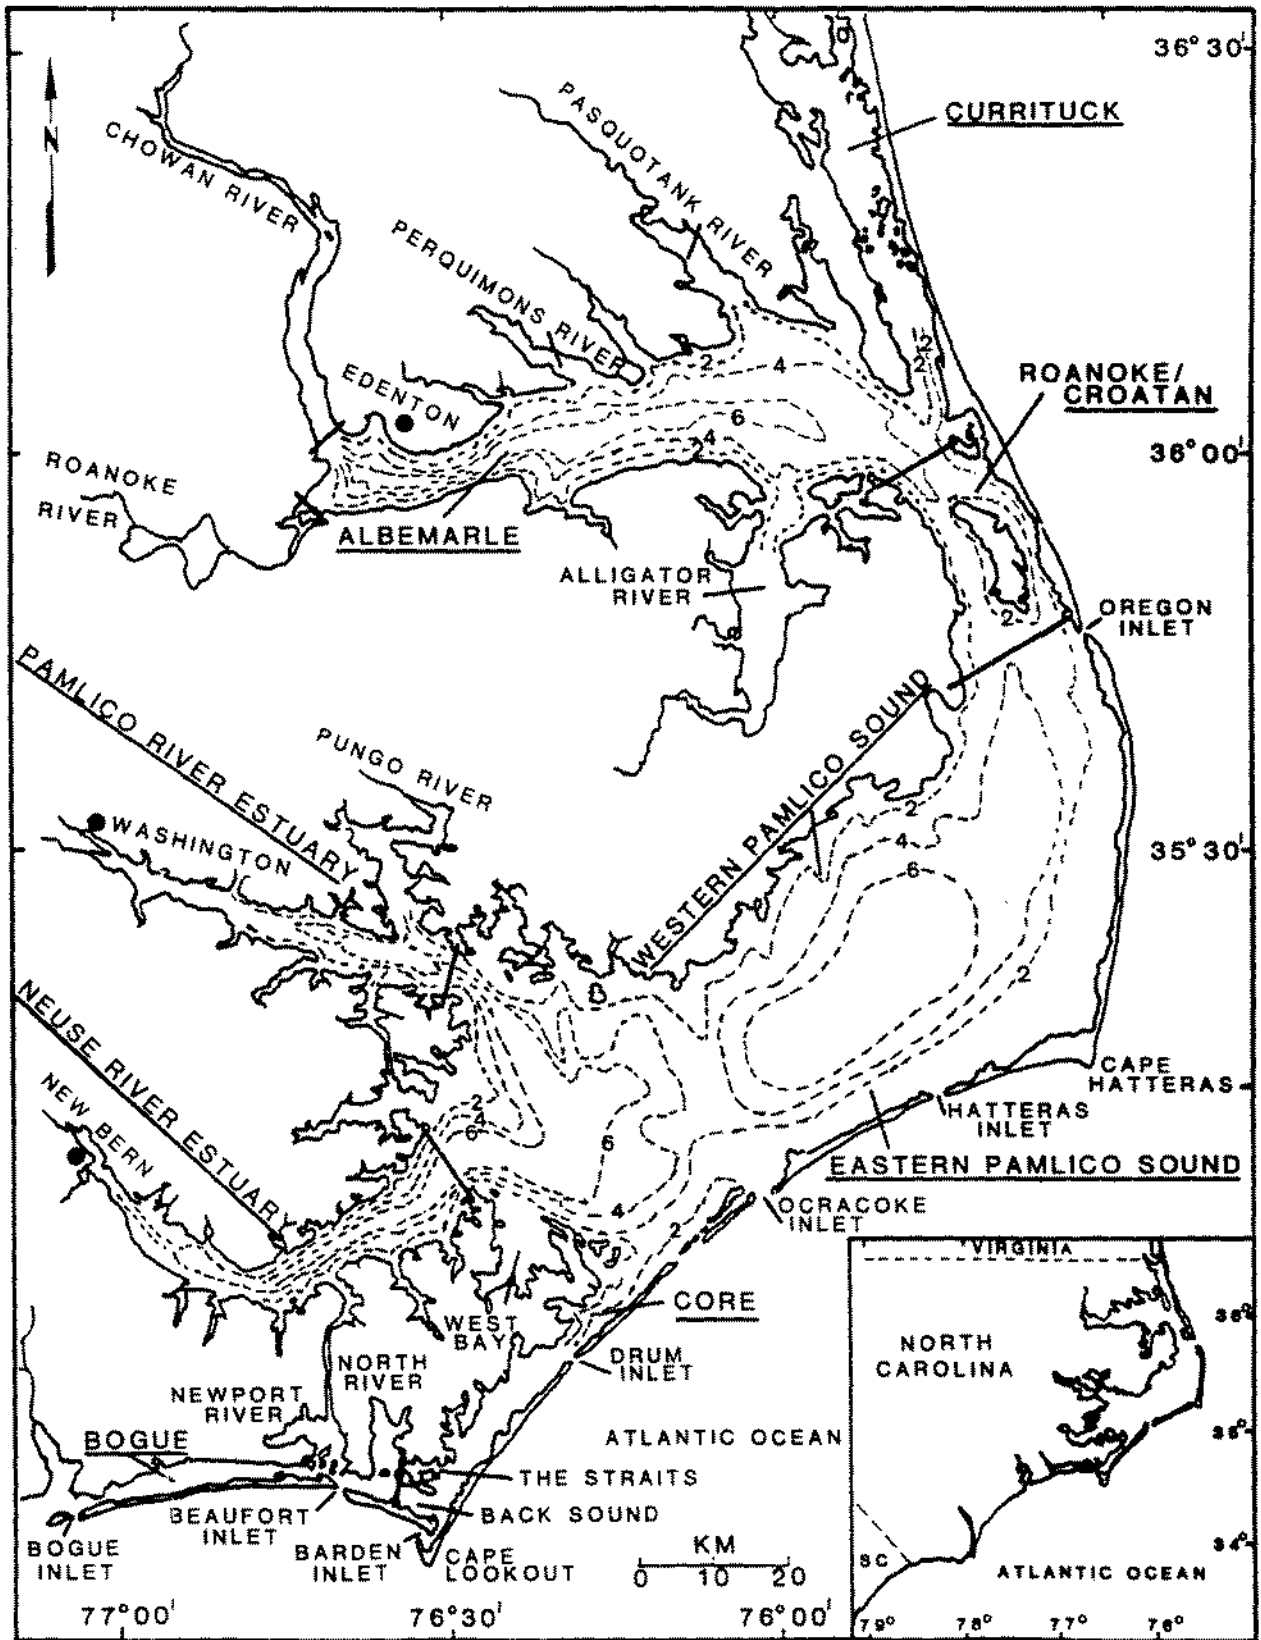 36°30'
CURRITUCK
PASQUOTANK RIVER
CHOWAN RIVER
N
PERQUIMONS RIVER
2
2
2
4
EDENTON
ROANOKE/
CROATAN
6
4
2
36°00'
ROANOKE
RIVER
ALBEMARLE
ALLIGATOR
RIVER
2
OREGON
INLET
PAMLICO RIVER ESTUARY
PUNGO RIVER
WESTERN PAMLICO SOUND
WASHINGTON
2
4
6
35°30'
2
NEUSE RIVER ESTUARY
NEW BERN
CAPE
HATTERAS
2
4
6
6
HATTERAS
INLET
EASTERN PAMLICO SOUND
4
2
OCRACOKE
INLET
VIRGINIA
CORE
WEST
BAY
36°
NORTH
CAROLINA
DRUM
INLET
NORTH
RIVER
NEWPORT
RIVER
35°
BOGUE
ATLANTIC OCEAN
THE STRAITS
BEAUFORT
INLET
BACK SOUND
BOGUE
INLET
BARDEN
INLET
CAPE
LOOKOUT
KM
0 10 20
34°
SC
ATLANTIC OCEAN
77°00'
76°30'
76°00'
79°
78°
77°
76°